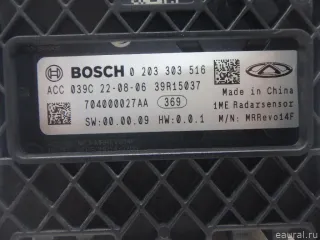 BOSCH 0 203 303 516
ACC 039C 22-08-06 39R15037
704000027AA 369
SW:00.00.09 HW:0.0.1
Made in China
1ME Radarsensor
M/N: MRRevo14F
eavral.ru